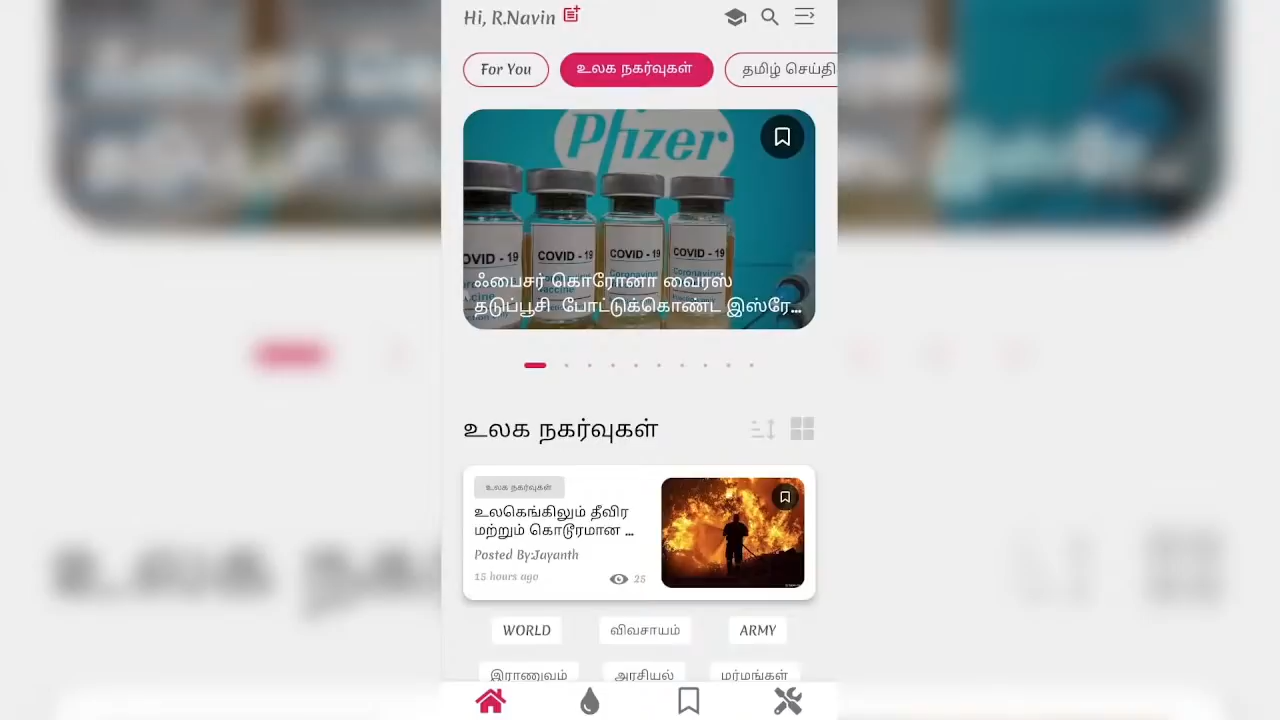 Hi, R.Navin
For You
உலக நகர்வுகள்
தமிழ் செய்தி
Pfizer
COVID - 19
COVID - 19
COVID - 19
COVID - 19
Coronavirus
Vaccine
ஃபைசர் கொரோனா வைரஸ்
தடுப்பூசி போட்டுக்கொண்ட இஸ்ரே...
உலக நகர்வுகள்
உலக நகர்வுகள்
உலகெங்கிலும் தீவிர
மற்றும் கொடூரமான ...
Posted By:Jayanth
15 hours ago
WORLD
விவசாயம்
ARMY
இராணுவம்
அரசியல்
மர்மங்கள்